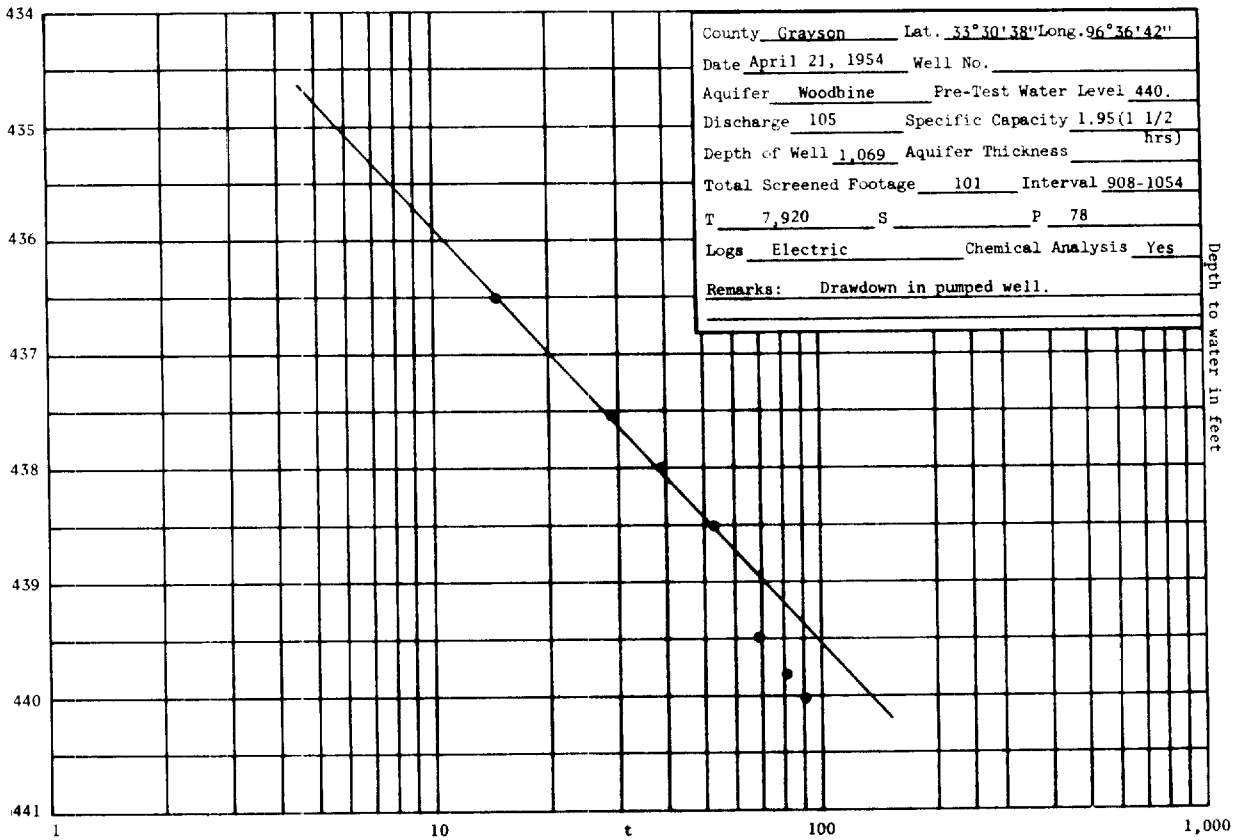 County Grayson Lat. 33°30'38" Long. 96°36'42"
Date April 21, 1954 Well No.
Aquifer Woodbine Pre-Test Water Level 440.
Discharge 105 Specific Capacity 1.95(1 1/2
hrs)
Depth of Well 1,069 Aquifer Thickness
Total Screened Footage 101 Interval 908-1054
T 7,920 S P 78
Logs Electric Chemical Analysis Yes
Remarks: Drawdown in pumped well.
434
435
436
437
438
439
440
441
Depth to water in feet
1 10 t 100 1,000